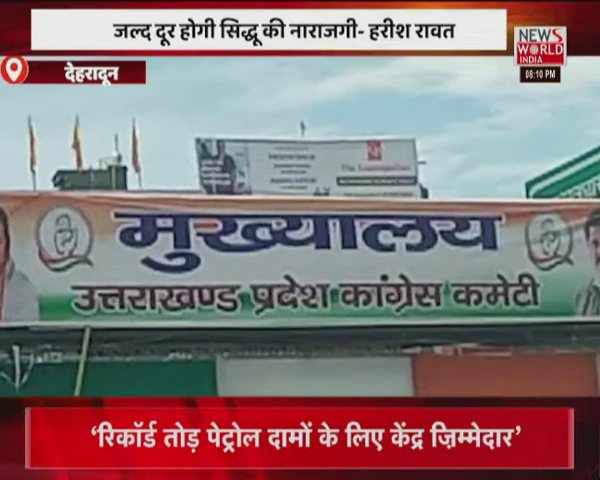 जल्द दूर होगी सिद्धू की नाराजगी- हरीश रावत
NEWS
WORLD
INDIA
08:10 PM
देहरादून
मुख्यालय
उत्तराखण्ड प्रदेश कांग्रेस कमेटी
‘रिकॉर्ड तोड़ पेट्रोल दामों के लिए केंद्र ज़िम्मेदार’